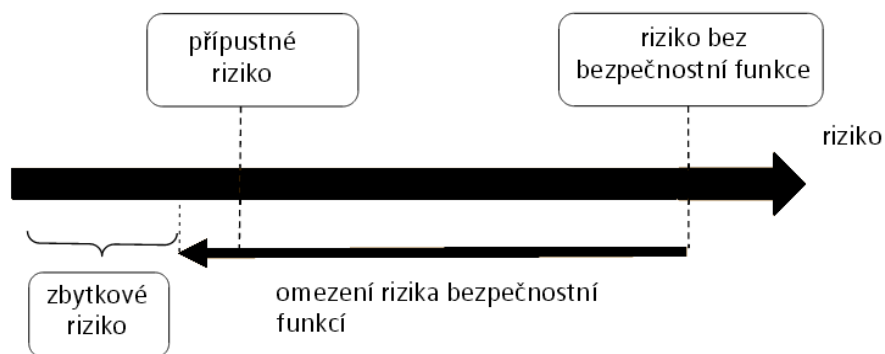 přípustné
riziko
riziko bez
bezpečnostní funkce
riziko
zbytkové
riziko
omezení rizika bezpečnostní
funkcí